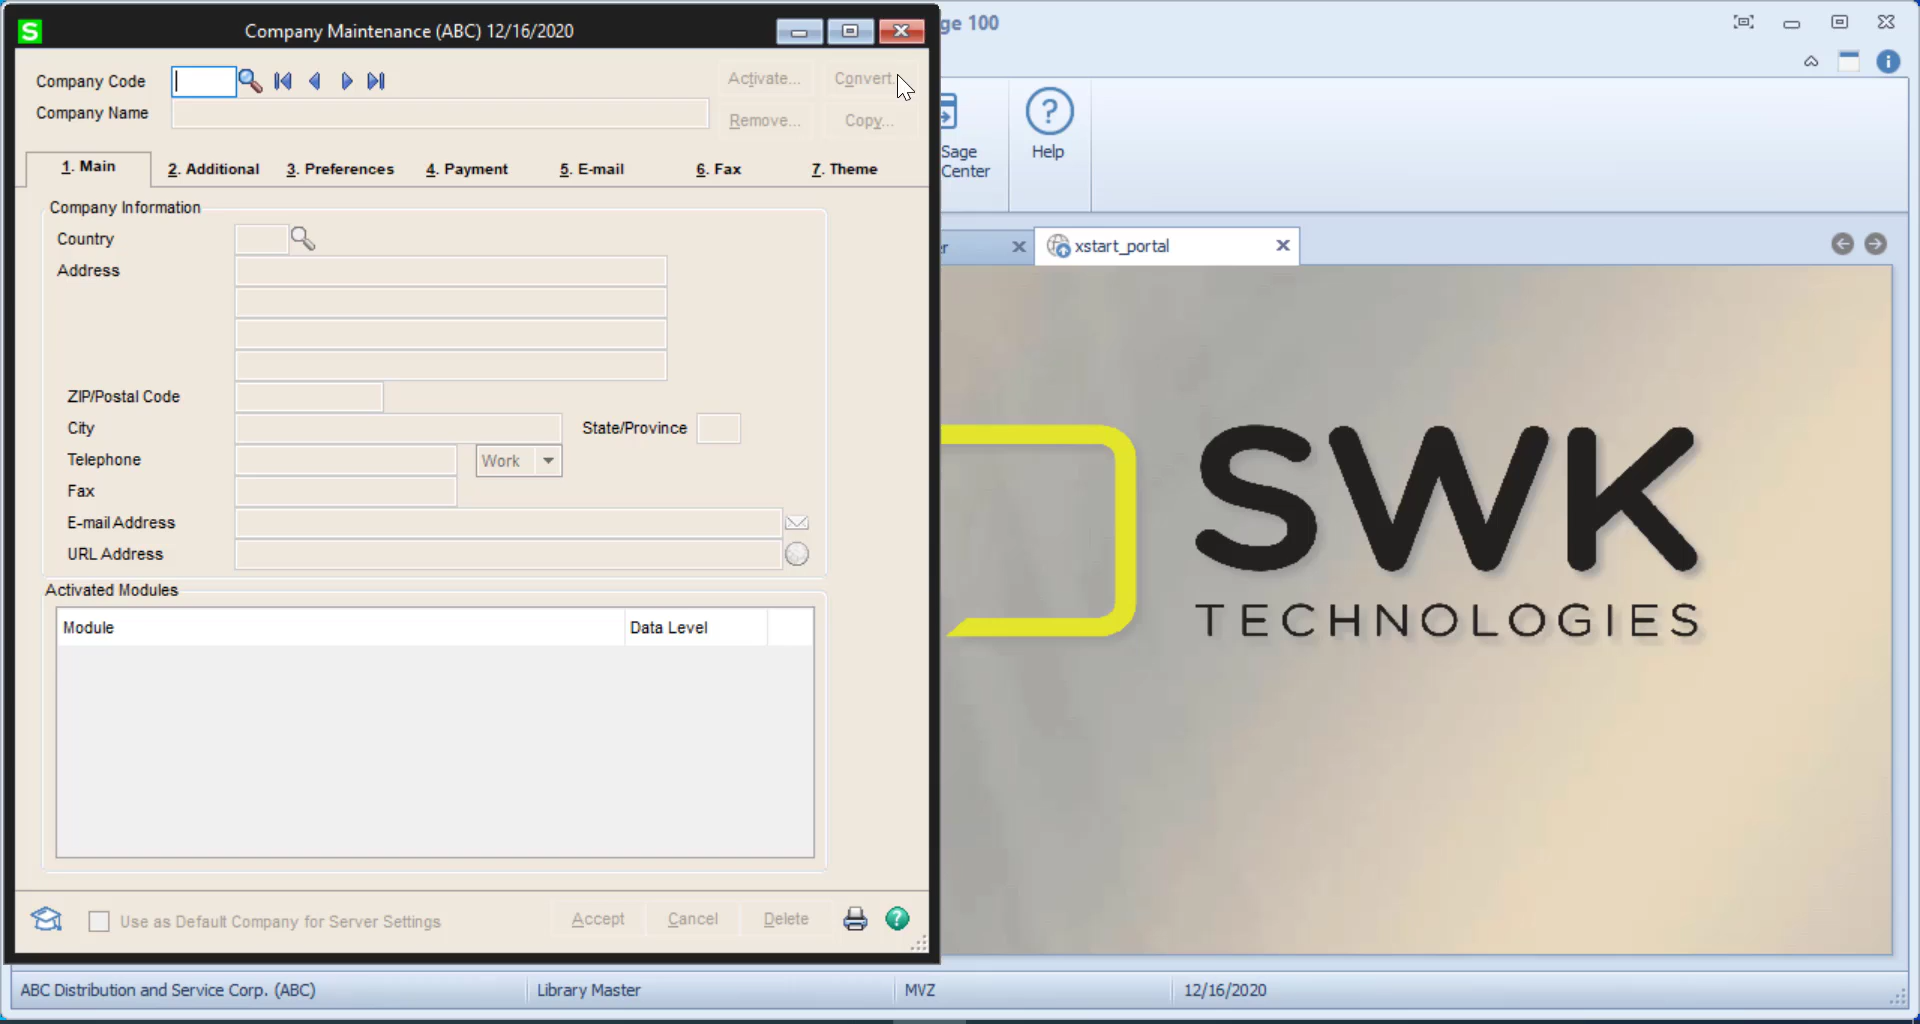 S
Company Maintenance (ABC) 12/16/2020
ge 100
Company Code
Activate...
Convert...
Company Name
Remove...
Copy...
Sage
Center
Help
1. Main
2. Additional
3. Preferences
4. Payment
5. E-mail
6. Fax
7. Theme
xstart_portal
Company Information
Country
Address
ZIP/Postal Code
City
State/Province
Telephone
Work
Fax
E-mail Address
URL Address
SWK
TECHNOLOGIES
Activated Modules
Module
Data Level
Use as Default Company for Server Settings
Accept
Cancel
Delete
ABC Distribution and Service Corp. (ABC)
Library Master
MVZ
12/16/2020